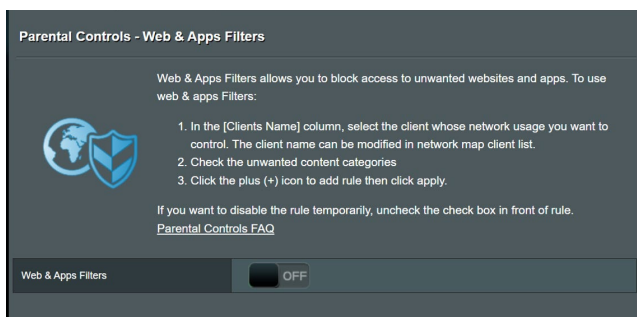 Parental Controls - Web & Apps Filters
Web & Apps Filters allows you to block access to unwanted websites and apps. To use
web & apps Filters:
1. In the [Clients Name] column, select the client whose network usage you want to
control. The client name can be modified in network map client list.
2. Check the unwanted content categories
3. Click the plus (+) icon to add rule then click apply.
If you want to disable the rule temporarily, uncheck the check box in front of rule.
Parental Controls FAQ
Web & Apps Filters
OFF